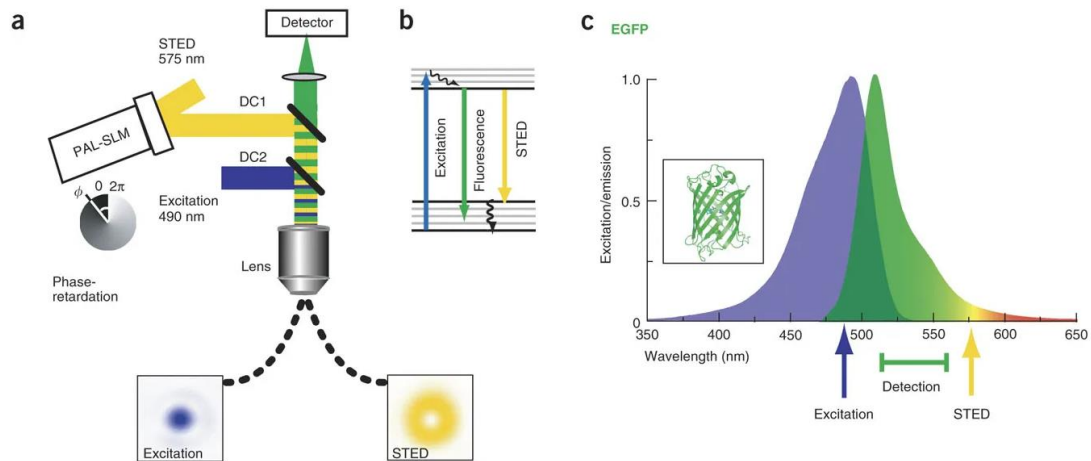 a
Detector
STED
575 nm
DC1
PAL-SLM
DC2
ϕ 0 2π
Excitation
490 nm
Phase-
retardation
Lens
Excitation
STED
b
Excitation
Fluorescence
STED
c
EGFP
Excitation/emission
1.0
0.5
0
350 400 450 500 550 600 650
Wavelength (nm)
Detection
Excitation
STED